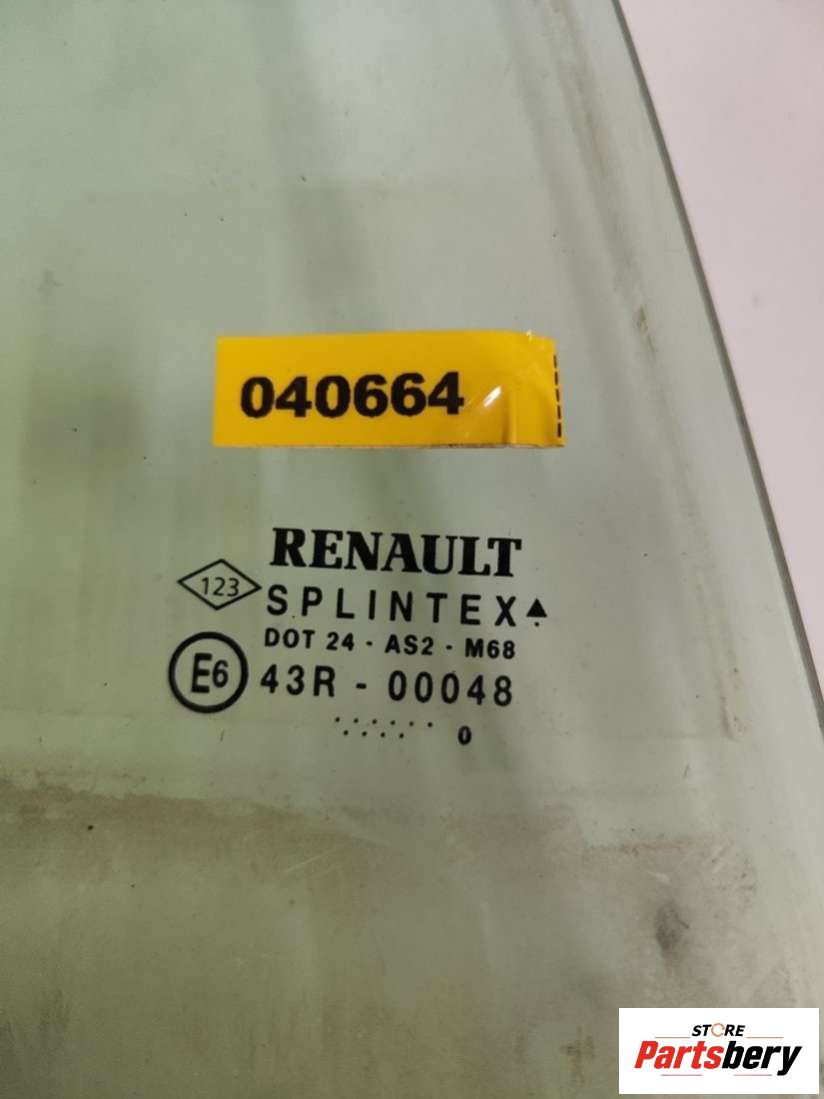 040664
RENAULT
123
SPLINTEX
DOT 24 - AS2 - M68
E6 43R - 00048
0
STORE
Partsbery